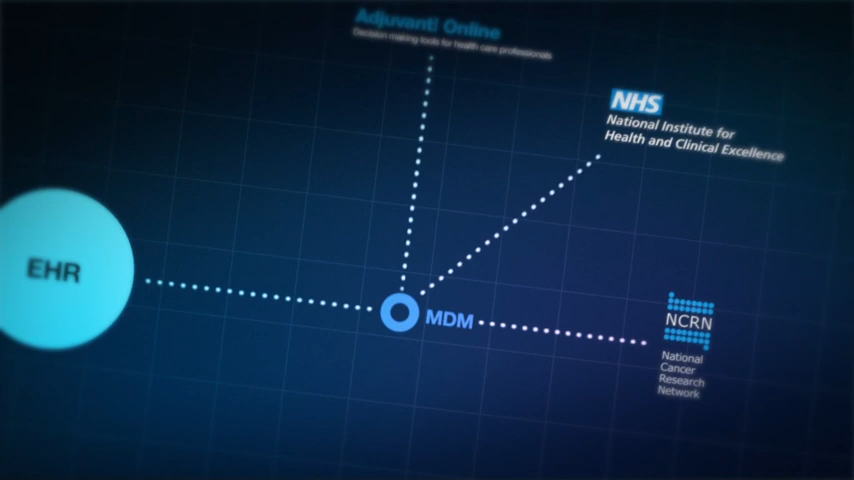 Adjuvant! Online
Decision making tools for health care professionals
NHS
National Institute for
Health and Clinical Excellence
EHR
MDM
NCRN
National
Cancer
Research
Network